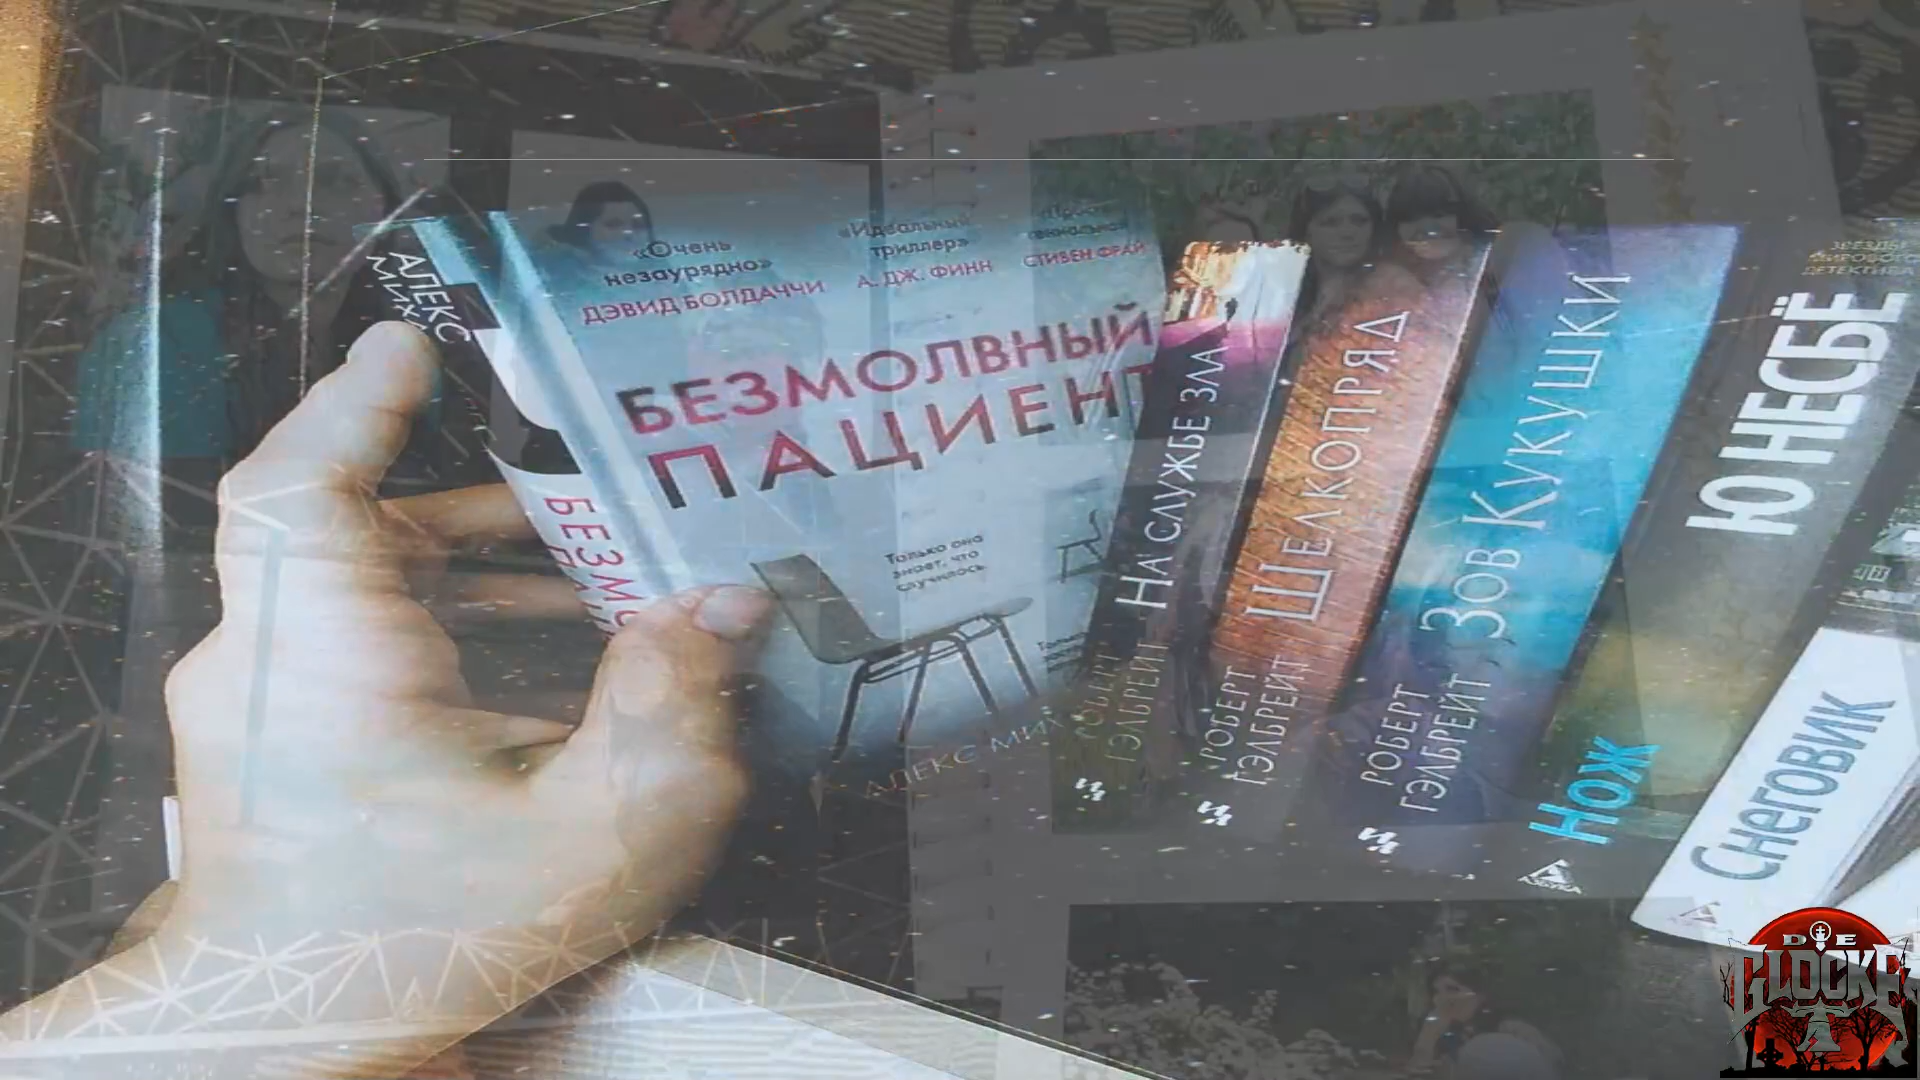 АЛЕКС
«Очень
незаурядно»
ДЭВИД БОЛДАЧЧИ
«Идеальный
триллер»
А. ДЖ. ФИНН
СТИВЕН ФРАЙ
БЕЗМОЛВНЫЙ
ПАЦИЕНТ
Только она
знает, что
случилось
АЛЕКС МИХ
РОБЕРТ
ГЭЛБРЕЙТ
НА СЛУЖБЕ ЗЛА
РОБЕРТ
ГЭЛБРЕЙТ
ШЕЛКОПРЯД
РОБЕРТ
ГЭЛБРЕЙТ
ЗОВ КУКУШКИ
ЗВЕЗДЫ
МИРОВОГО
ДЕТЕКТИВА
Ю НЕСБЁ
НОЖ
АЗБУКА
СНЕГОВИК
DIE
GLOCKE